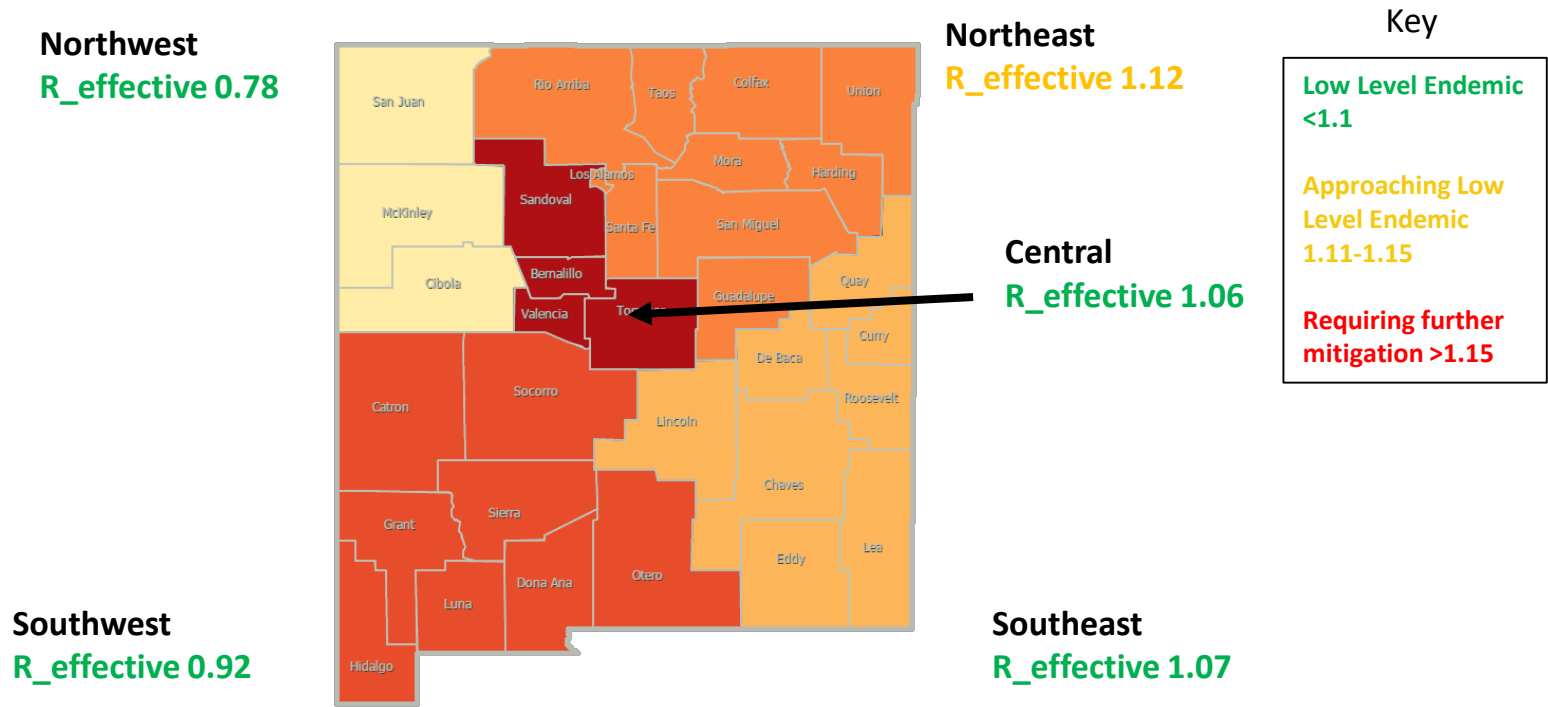 Northwest
R_effective 0.78
Northeast
R_effective 1.12
Key
Low Level Endemic
<1.1
Approaching Low
Level Endemic
1.11-1.15
Requiring further
mitigation >1.15
Central
R_effective 1.06
Southwest
R_effective 0.92
Southeast
R_effective 1.07
San Juan
Rio Arriba
Taos
Colfax
Union
Mora
Harding
Los Alamos
Sandoval
McKinley
Santa Fe
San Miguel
Cibola
Bernalillo
Quay
Valencia
Guadalupe
Curry
De Baca
Socorro
Roosevelt
Catron
Lincoln
Chaves
Grant
Sierra
Lea
Eddy
Otero
Dona Ana
Luna
Hidalgo